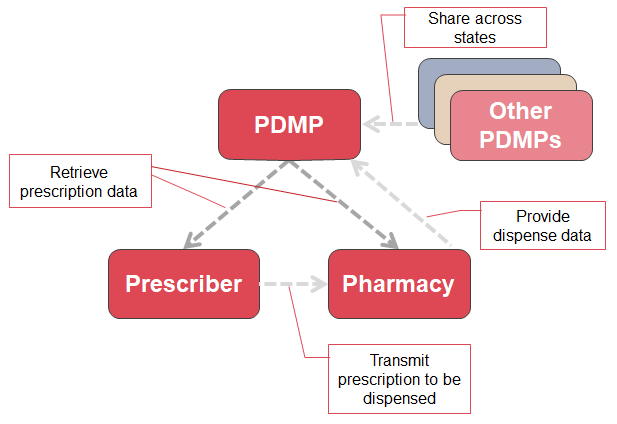 Share across
states
PDMP
Other
PDMPs
Retrieve
prescription data
Provide
dispense data
Prescriber
Pharmacy
Transmit
prescription to be
dispensed